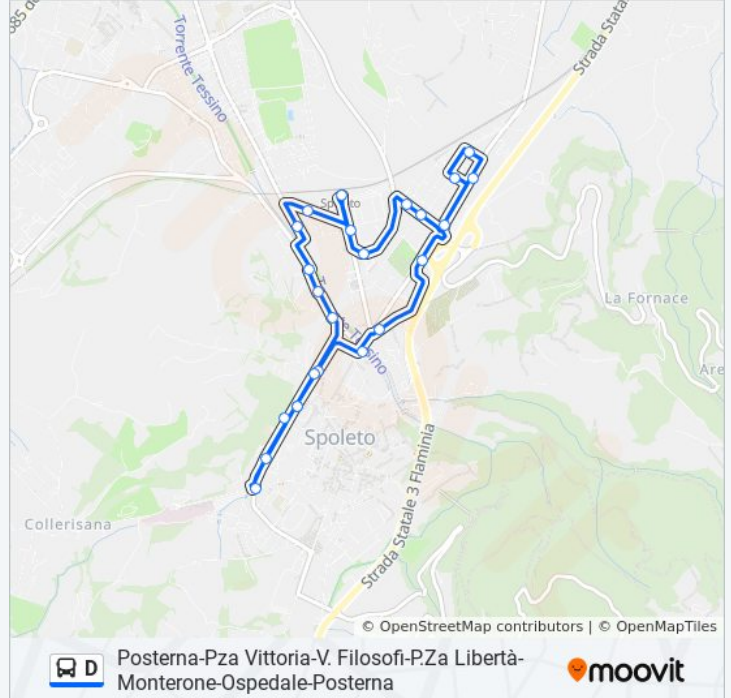 085 d
Torrente Tessino
Strada Statale
Spoleto
La Fornace
Are
Spoleto
Strada Statale 3 Flaminia
Collerisana
© OpenStreetMap contributors | © OpenMapTiles
D
Posterna-Pza Vittoria-V. Filosofi-P.Za Libertà-
Monterone-Ospedale-Posterna
moovit